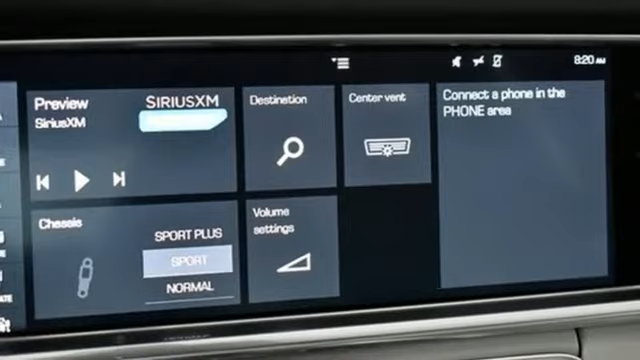 8:20 AM
Preview
SIRIUSXM
SiriusXM
Destination
Center vent
Connect a phone in the
PHONE area
Chassis
SPORT PLUS
SPORT
NORMAL
Volume
settings